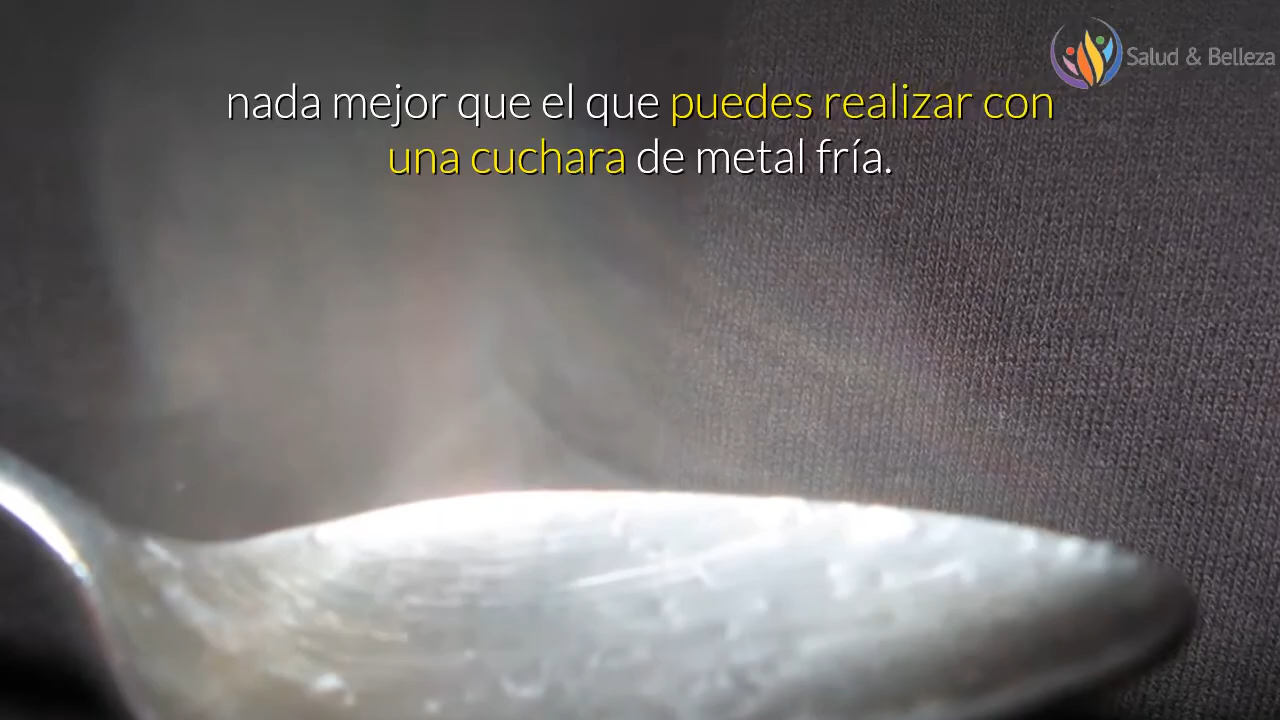 Salud & Belleza
nada mejor que el que puedes realizar con
una cuchara de metal fría.